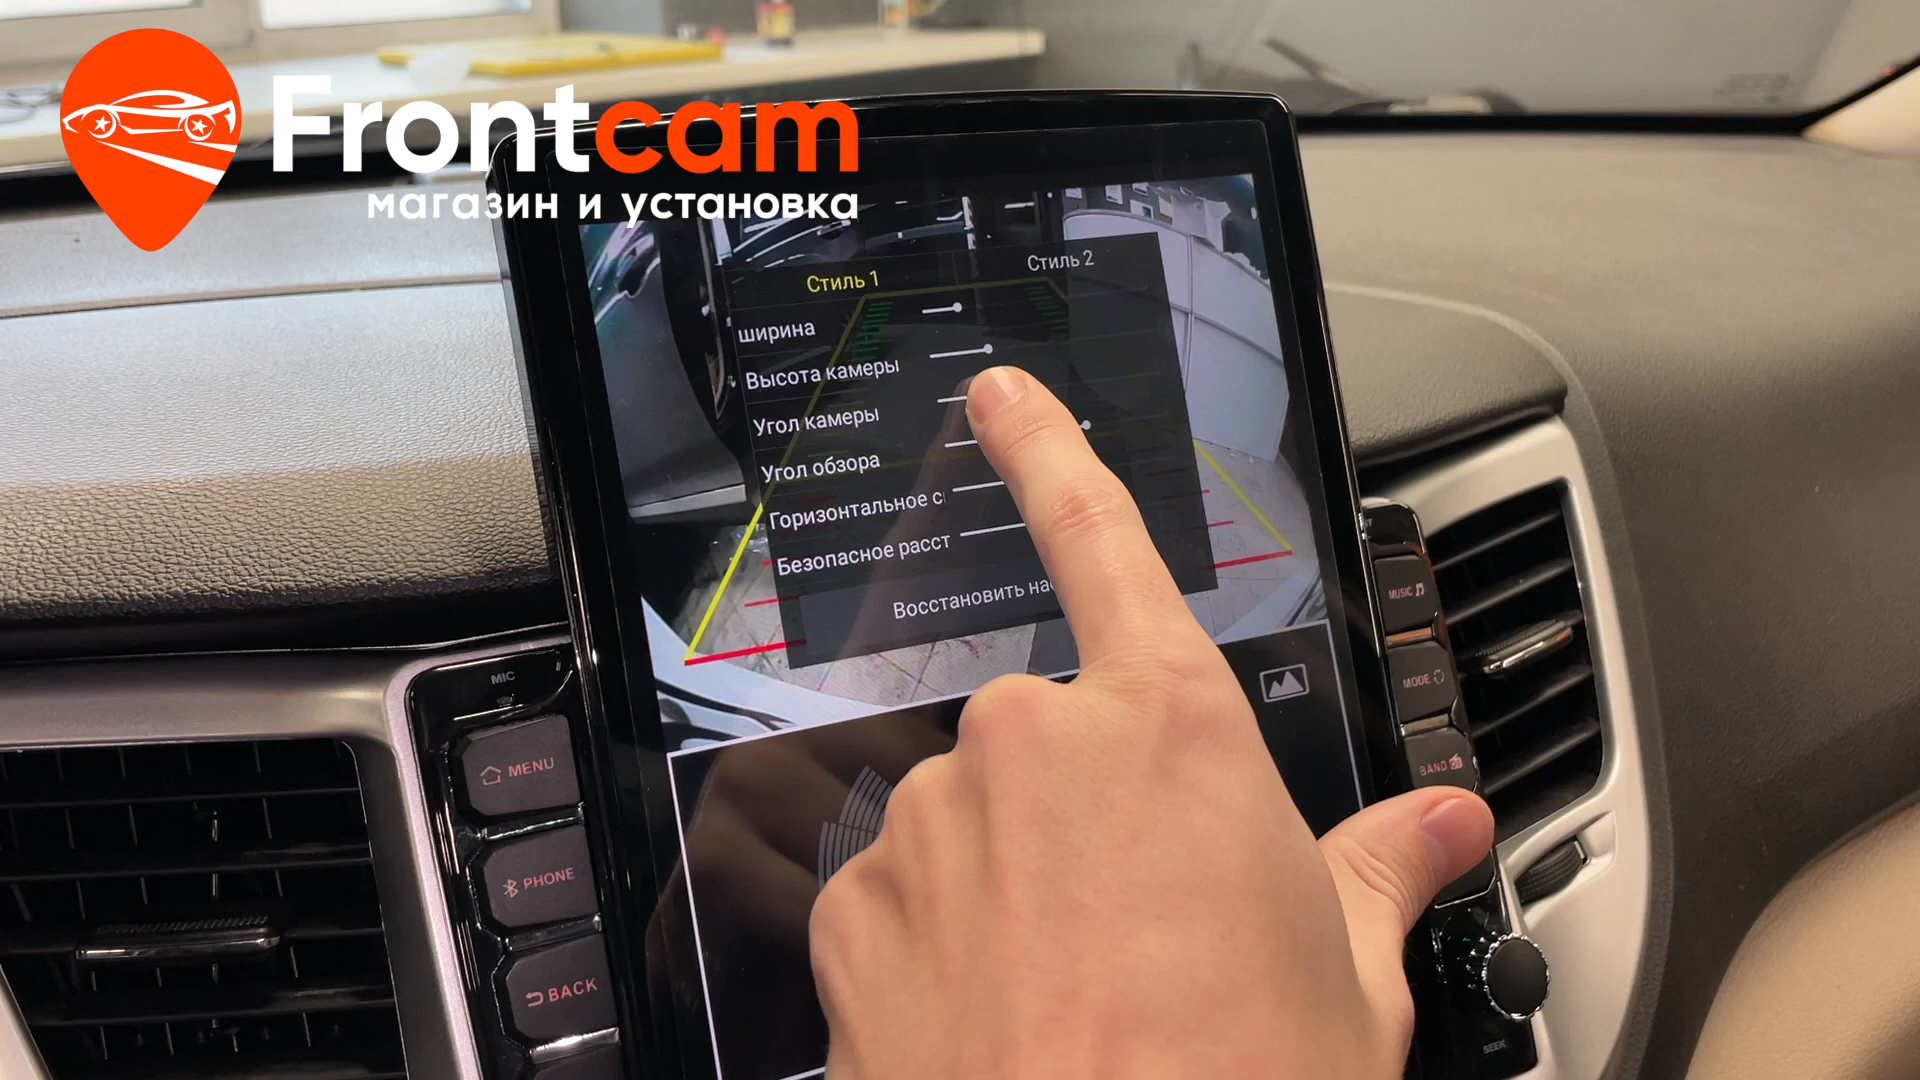 Frontcam
магазин и установка
Стиль 1
Стиль 2
ширина
Высота камеры
Угол камеры
Угол обзора
Горизонтальное с
Безопасное расст
Восстановить нас
MIC
MENU
PHONE
BACK
MUSIC
MODE
BAND
SEEK